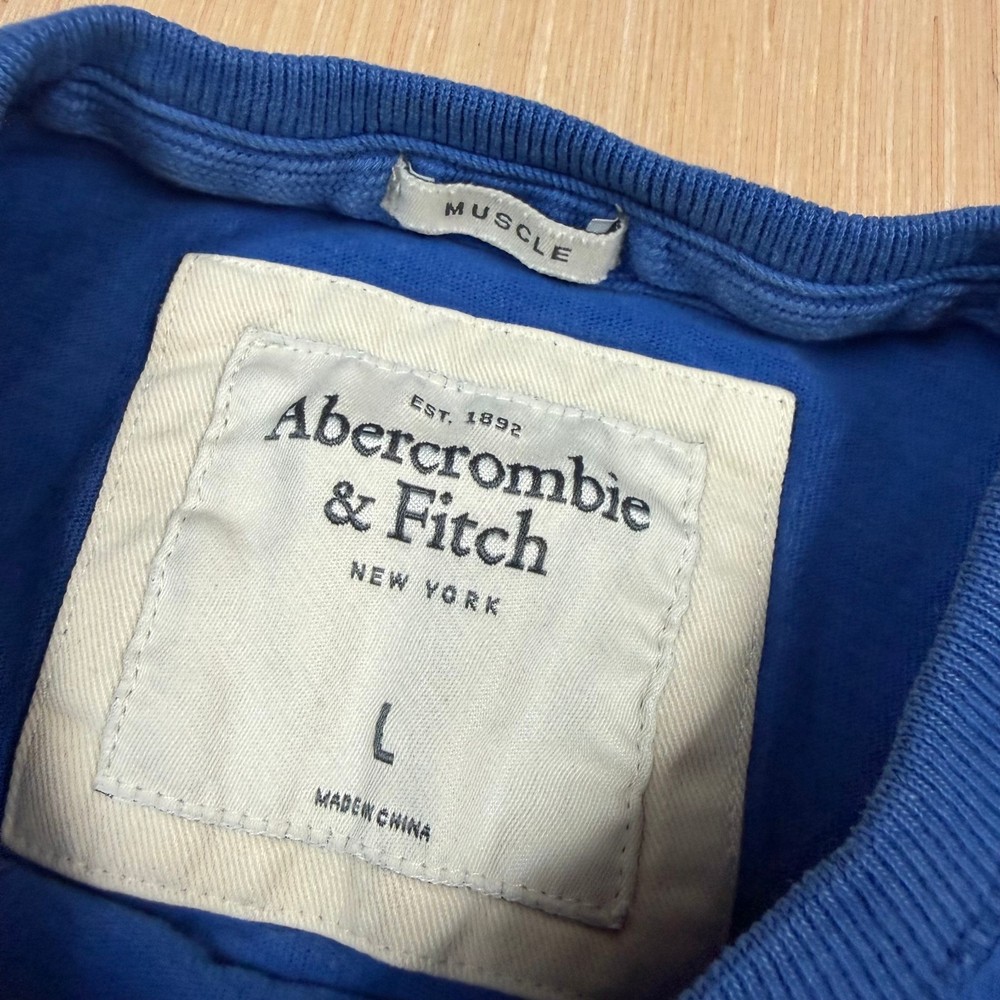 MUSCLE
EST. 1892
Abercrombie
& Fitch
NEW YORK
L
MADE IN CHINA